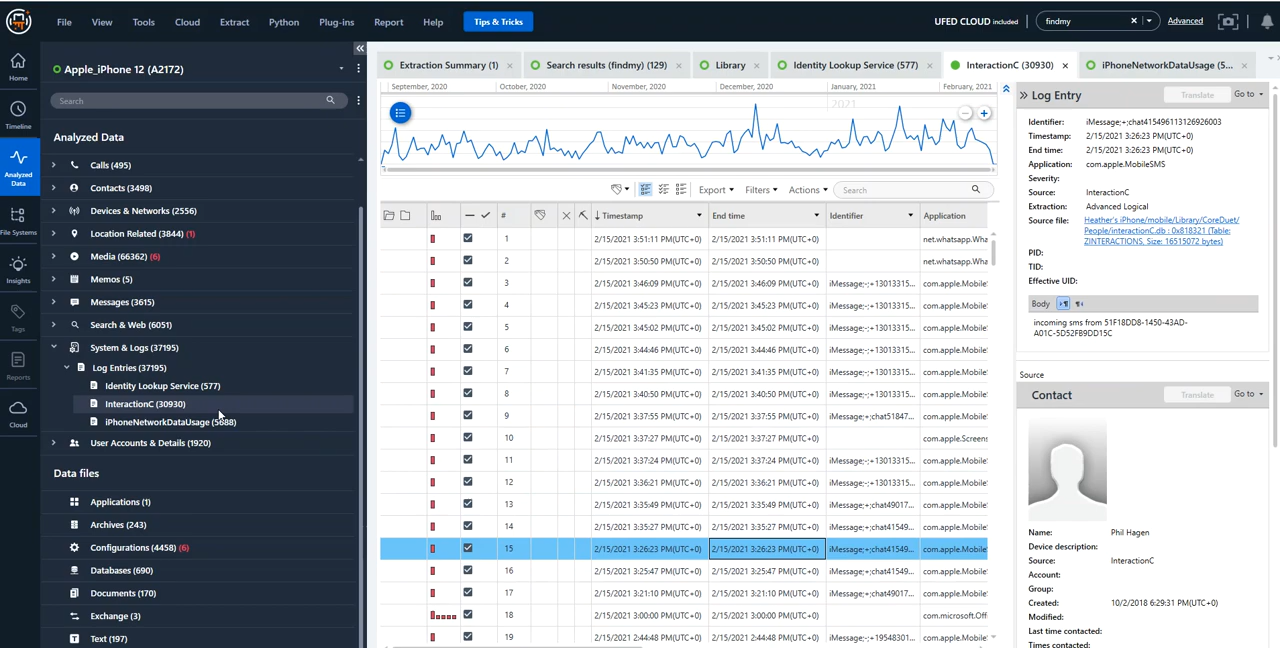 File View Tools Cloud Extract Python Plug-ins Report Help Tips & Tricks UFED CLOUD included findmy Advanced
Home
Timeline
Analyzed Data
File Systems
Insights
Tags
Reports
Cloud
Apple_iPhone 12 (A2172)
Search
Analyzed Data
Calls (495)
Contacts (3498)
Devices & Networks (2556)
Location Related (3844) (1)
Media (66362) (6)
Memos (5)
Messages (3615)
Search & Web (6051)
System & Logs (37195)
Log Entries (37195)
Identity Lookup Service (577)
InteractionC (30930)
iPhoneNetworkDataUsage (5688)
User Accounts & Details (1920)
Data files
Applications (1)
Archives (243)
Configurations (4458) (6)
Databases (690)
Documents (170)
Exchange (3)
Text (197)
Extraction Summary (1) Search results (findmy) (129) Library Identity Lookup Service (577) InteractionC (30930) iPhoneNetworkDataUsage (5...
September, 2020 October, 2020 November, 2020 December, 2020 January, 2021 February, 2021
2021
Export Filters Actions Search
# Timestamp End time Identifier Application
1 2/15/2021 3:51:11 PM(UTC+0) 2/15/2021 3:51:11 PM(UTC+0) net.whatsapp.Wha
2 2/15/2021 3:50:50 PM(UTC+0) 2/15/2021 3:50:50 PM(UTC+0) net.whatsapp.Wha
3 2/15/2021 3:46:09 PM(UTC+0) 2/15/2021 3:46:09 PM(UTC+0) iMessage;-;+13013315... com.apple.Mobile
4 2/15/2021 3:45:23 PM(UTC+0) 2/15/2021 3:45:23 PM(UTC+0) iMessage;-;+13013315... com.apple.Mobile
5 2/15/2021 3:45:02 PM(UTC+0) 2/15/2021 3:45:02 PM(UTC+0) iMessage;-;+13013315... com.apple.Mobile
6 2/15/2021 3:44:46 PM(UTC+0) 2/15/2021 3:44:46 PM(UTC+0) iMessage;-;+13013315... com.apple.Mobile
7 2/15/2021 3:41:35 PM(UTC+0) 2/15/2021 3:41:35 PM(UTC+0) iMessage;-;+13013315... com.apple.Mobile
8 2/15/2021 3:40:50 PM(UTC+0) 2/15/2021 3:40:50 PM(UTC+0) iMessage;-;+13013315... com.apple.Mobile
9 2/15/2021 3:37:55 PM(UTC+0) 2/15/2021 3:37:55 PM(UTC+0) iMessage;+;chat51847... com.apple.Mobile
10 2/15/2021 3:37:27 PM(UTC+0) 2/15/2021 3:37:27 PM(UTC+0) com.apple.Screens
11 2/15/2021 3:37:24 PM(UTC+0) 2/15/2021 3:37:24 PM(UTC+0) iMessage;-;+13013315... com.apple.Mobile
12 2/15/2021 3:36:21 PM(UTC+0) 2/15/2021 3:36:21 PM(UTC+0) iMessage;-;+13013315... com.apple.Mobile
13 2/15/2021 3:35:49 PM(UTC+0) 2/15/2021 3:35:49 PM(UTC+0) iMessage;+;chat49017... com.apple.Mobile
14 2/15/2021 3:35:27 PM(UTC+0) 2/15/2021 3:35:27 PM(UTC+0) iMessage;+;chat41549... com.apple.Mobile
15 2/15/2021 3:26:23 PM(UTC+0) 2/15/2021 3:26:23 PM(UTC+0) iMessage;+;chat41549... com.apple.Mobile
16 2/15/2021 3:25:47 PM(UTC+0) 2/15/2021 3:25:47 PM(UTC+0) iMessage;+;chat41549... com.apple.Mobile
17 2/15/2021 3:21:10 PM(UTC+0) 2/15/2021 3:21:10 PM(UTC+0) iMessage;+;chat49017... com.apple.Mobile
18 2/15/2021 3:00:00 PM(UTC+0) 2/15/2021 3:00:00 PM(UTC+0) com.microsoft.Off
19 2/15/2021 2:44:48 PM(UTC+0) 2/15/2021 2:44:48 PM(UTC+0) iMessage;-;+19548301... com.apple.Mobile
Log Entry Translate Go to
Identifier: iMessage;+;chat415496113126926003
Timestamp: 2/15/2021 3:26:23 PM(UTC+0)
End time: 2/15/2021 3:26:23 PM(UTC+0)
Application: com.apple.MobileSMS
Severity:
Source: InteractionC
Extraction: Advanced Logical
Source file: Heather's iPhone/mobile/Library/CoreDuet/
People/interactionC.db : 0x818321 (Table:
ZINTERACTIONS, Size: 16515072 bytes)
PID:
TID:
Effective UID:
Body
incoming sms from 51F18DD8-1450-43AD-
A01C-5D52FB9DD15C
Source
Contact Translate Go to
Name: Phil Hagen
Device description:
Source: InteractionC
Account:
Group:
Created: 10/2/2018 6:29:31 PM(UTC+0)
Modified:
Last time contacted:
Times contacted: